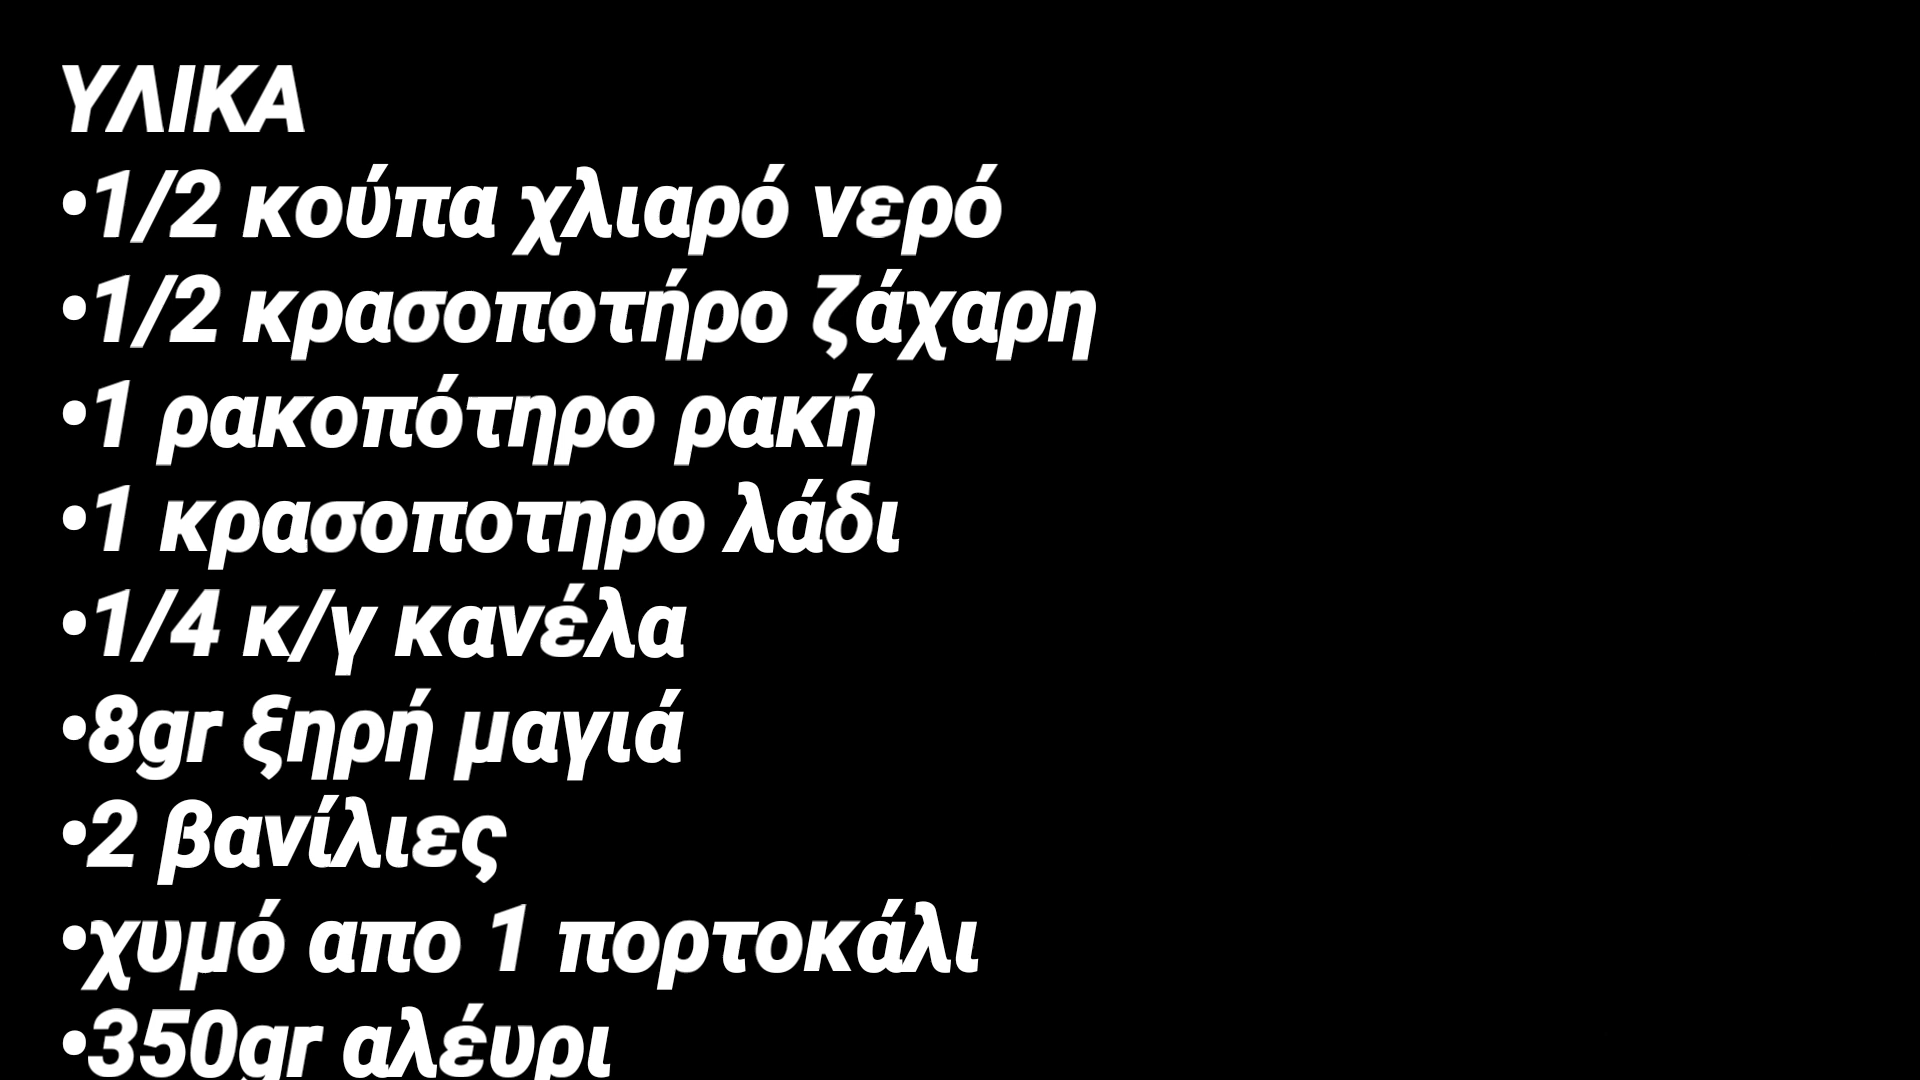 ΥΛΙΚΑ
•1/2 κούπα χλιαρό νερό
•1/2 κρασοποτήρο ζάχαρη
•1 ρακοπότηρο ρακή
•1 κρασοποτηρο λάδι
•1/4 κ/γ κανέλα
•8gr ξηρή μαγιά
•2 βανίλιες
•χυμό απο 1 πορτοκάλι
•350gr αλέυρι